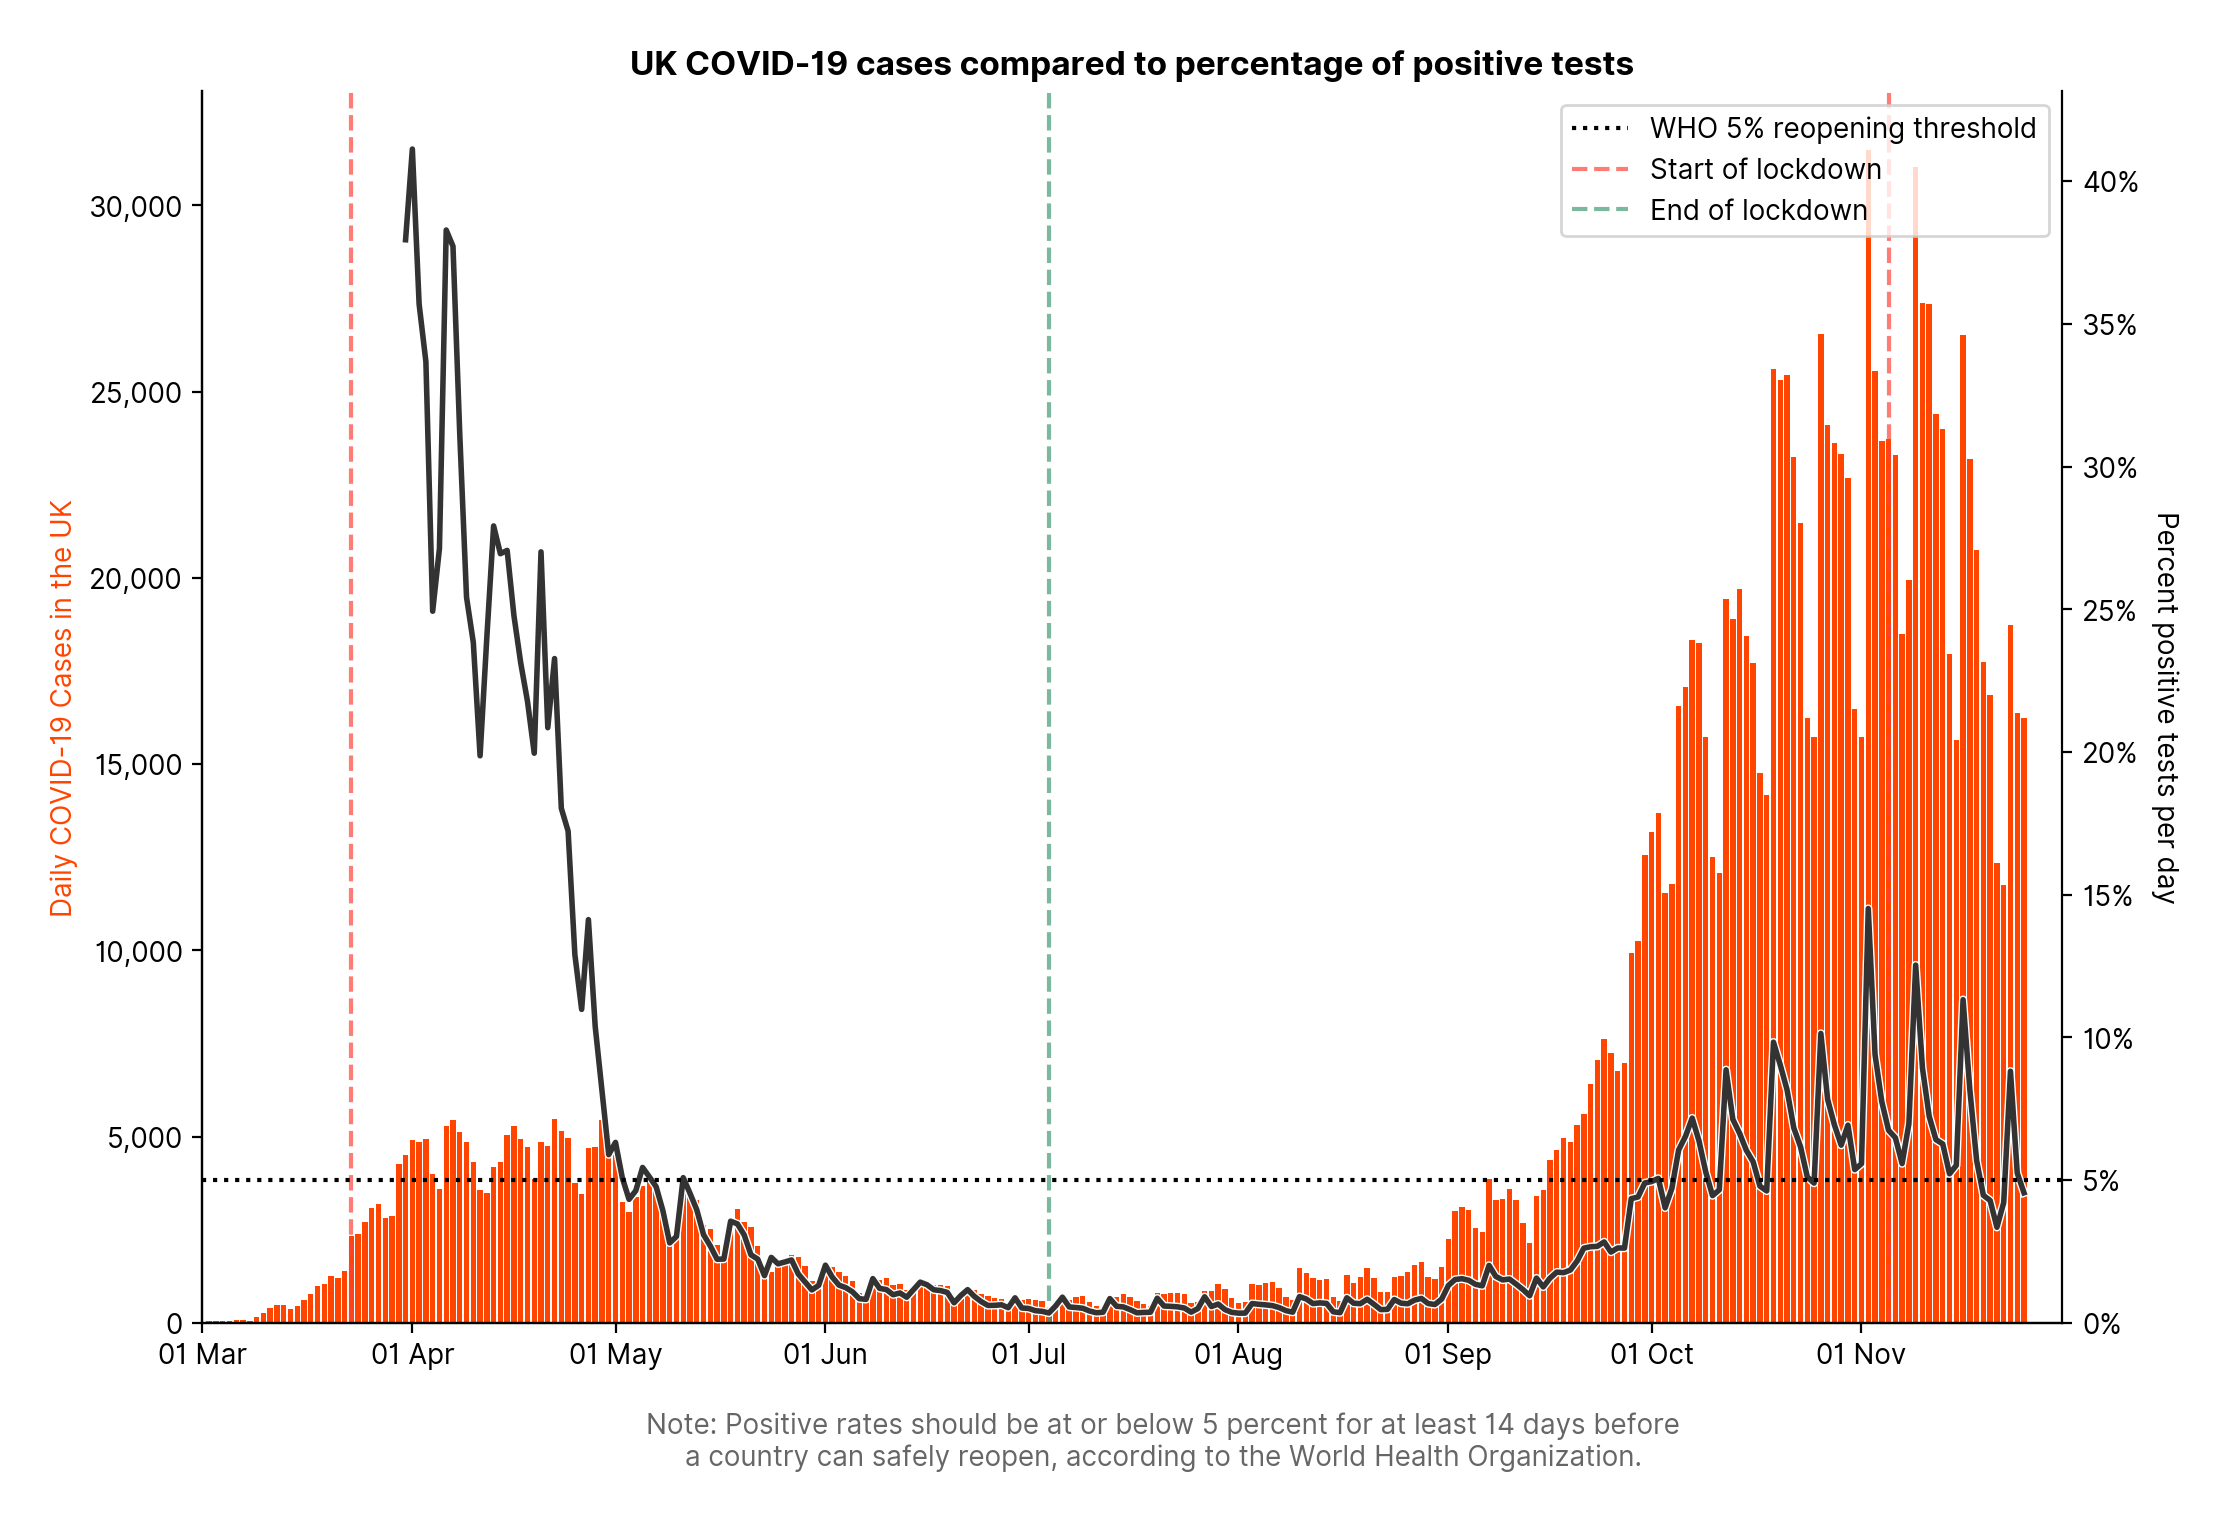 UK COVID-19 cases compared to percentage of positive tests
WHO 5% reopening threshold
Start of lockdown
End of lockdown
Daily COVID-19 Cases in the UK
30,000
25,000
20,000
15,000
10,000
5,000
0
40%
35%
30%
25%
20%
15%
10%
5%
0%
Percent positive tests per day
01 Mar
01 Apr
01 May
01 Jun
01 Jul
01 Aug
01 Sep
01 Oct
01 Nov
Note: Positive rates should be at or below 5 percent for at least 14 days before
a country can safely reopen, according to the World Health Organization.